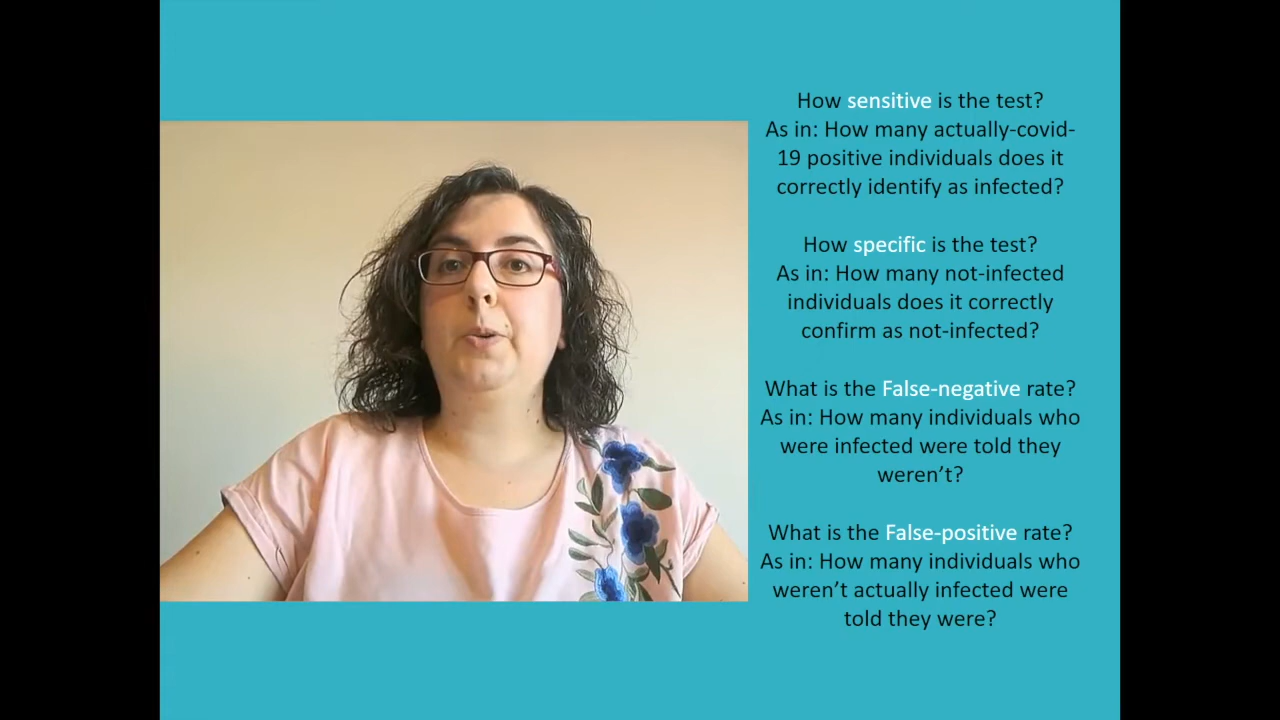 How sensitive is the test?
As in: How many actually-covid-
19 positive individuals does it
correctly identify as infected?
How specific is the test?
As in: How many not-infected
individuals does it correctly
confirm as not-infected?
What is the False-negative rate?
As in: How many individuals who
were infected were told they
weren’t?
What is the False-positive rate?
As in: How many individuals who
weren’t actually infected were
told they were?